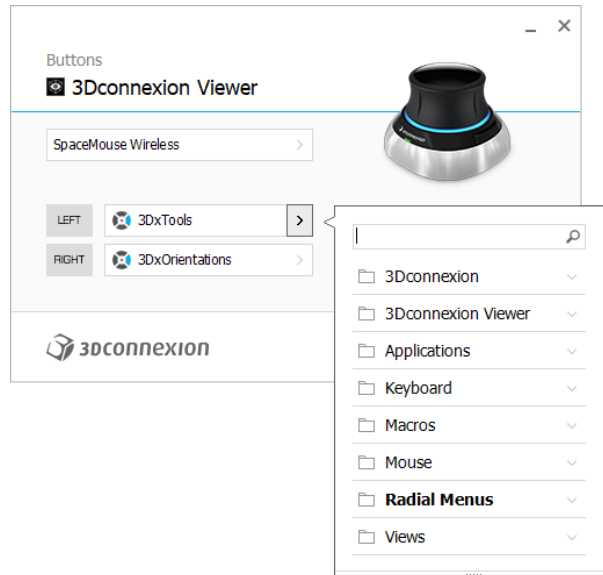 Buttons
3Dconnexion Viewer
SpaceMouse Wireless
LEFT
3DxTools
RIGHT
3DxOrientations
3Dconnexion
3Dconnexion
3Dconnexion Viewer
Applications
Keyboard
Macros
Mouse
Radial Menus
Views